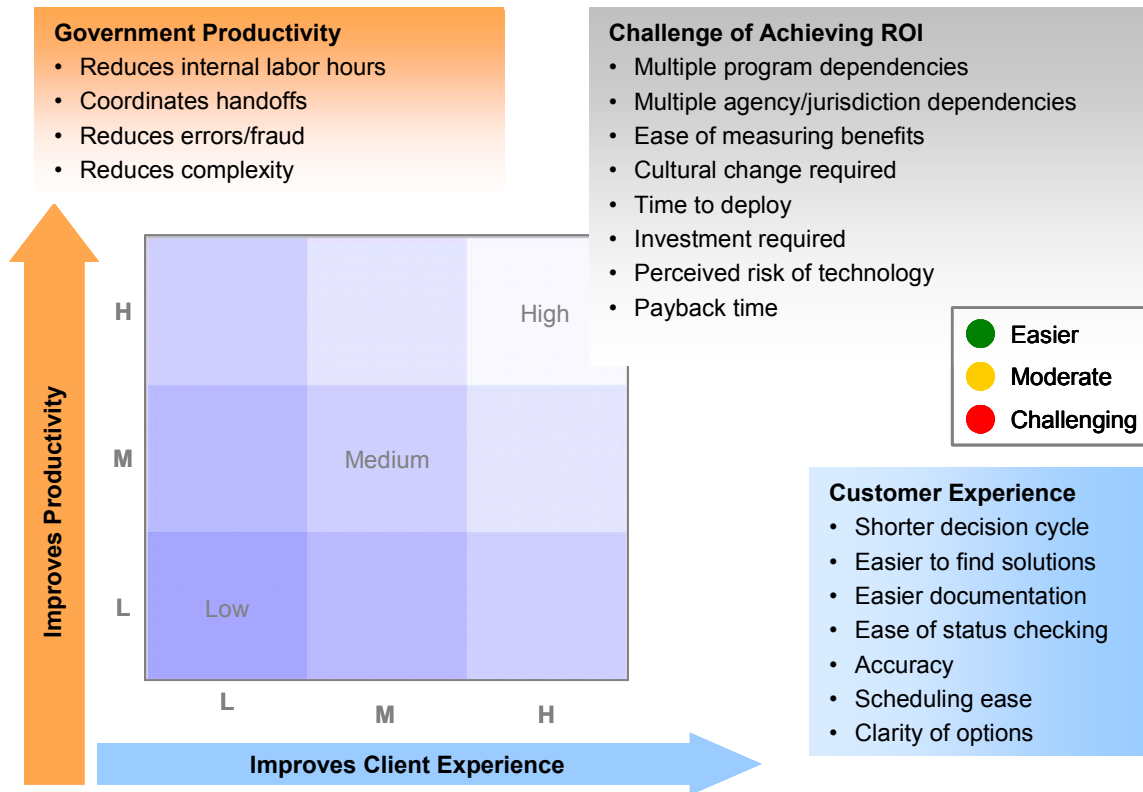 Government Productivity
• Reduces internal labor hours
• Coordinates handoffs
• Reduces errors/fraud
• Reduces complexity
Challenge of Achieving ROI
• Multiple program dependencies
• Multiple agency/jurisdiction dependencies
• Ease of measuring benefits
• Cultural change required
• Time to deploy
• Investment required
• Perceived risk of technology
• Payback time
Easier
Moderate
Challenging
Improves Productivity
H
High
M
Medium
L
Low
L
M
H
Improves Client Experience
Customer Experience
• Shorter decision cycle
• Easier to find solutions
• Easier documentation
• Ease of status checking
• Accuracy
• Scheduling ease
• Clarity of options